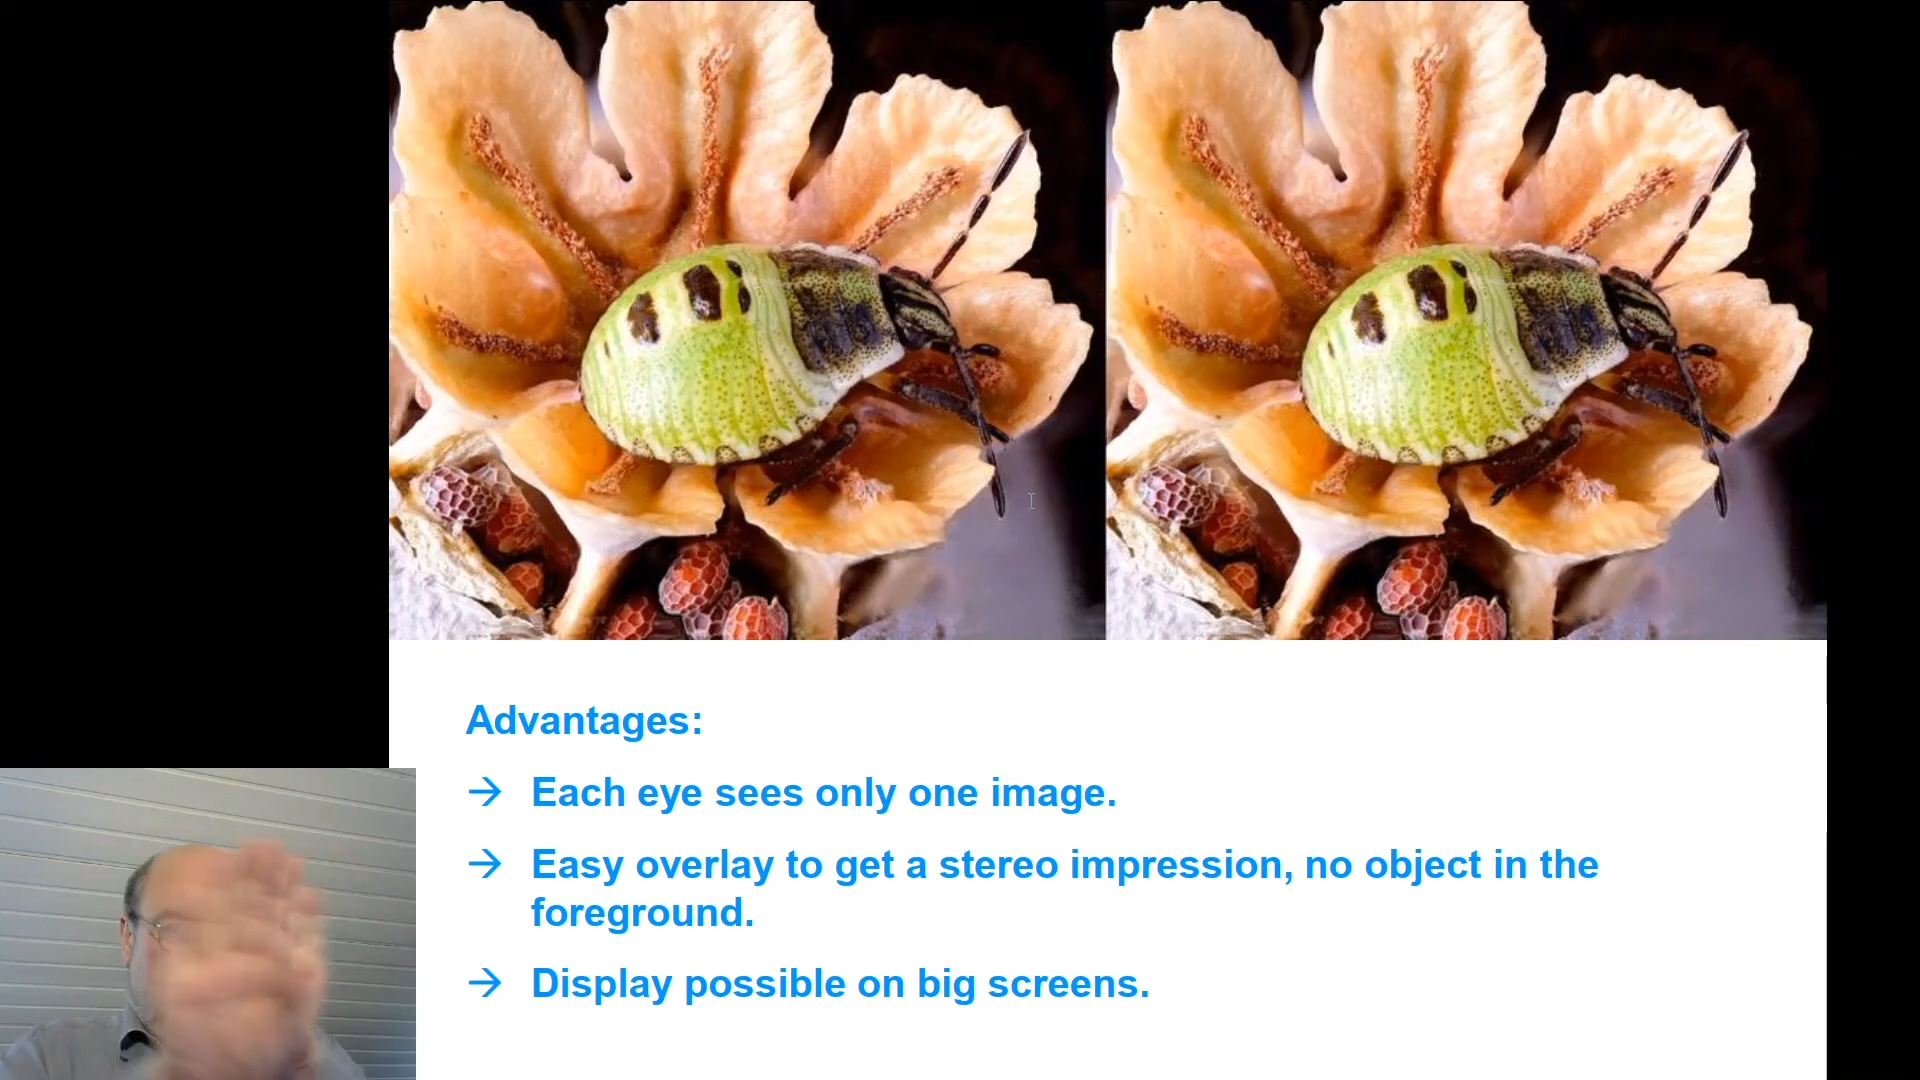 Advantages:
→ Each eye sees only one image.
→ Easy overlay to get a stereo impression, no object in the
foreground.
→ Display possible on big screens.